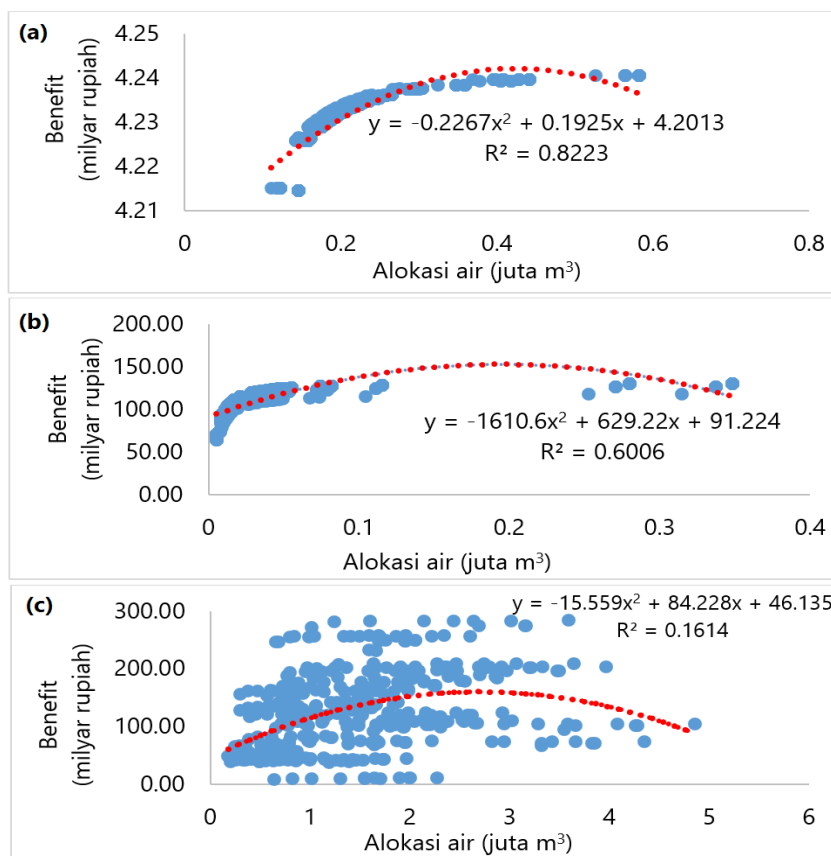 (a)
4.25
4.24
4.23
4.22
4.21
Benefit
(milyar rupiah)
y = -0.2267x² + 0.1925x + 4.2013
R² = 0.8223
0 0.2 0.4 0.6 0.8
Alokasi air (juta m³)
(b)
200.00
150.00
100.00
50.00
0.00
Benefit
(milyar rupiah)
y = -1610.6x² + 629.22x + 91.224
R² = 0.6006
0 0.1 0.2 0.3 0.4
Alokasi air (juta m³)
(c)
y = -15.559x² + 84.228x + 46.135
R² = 0.1614
300.00
200.00
100.00
0.00
Benefit
(milyar rupiah)
0 1 2 3 4 5 6
Alokasi air (juta m³)